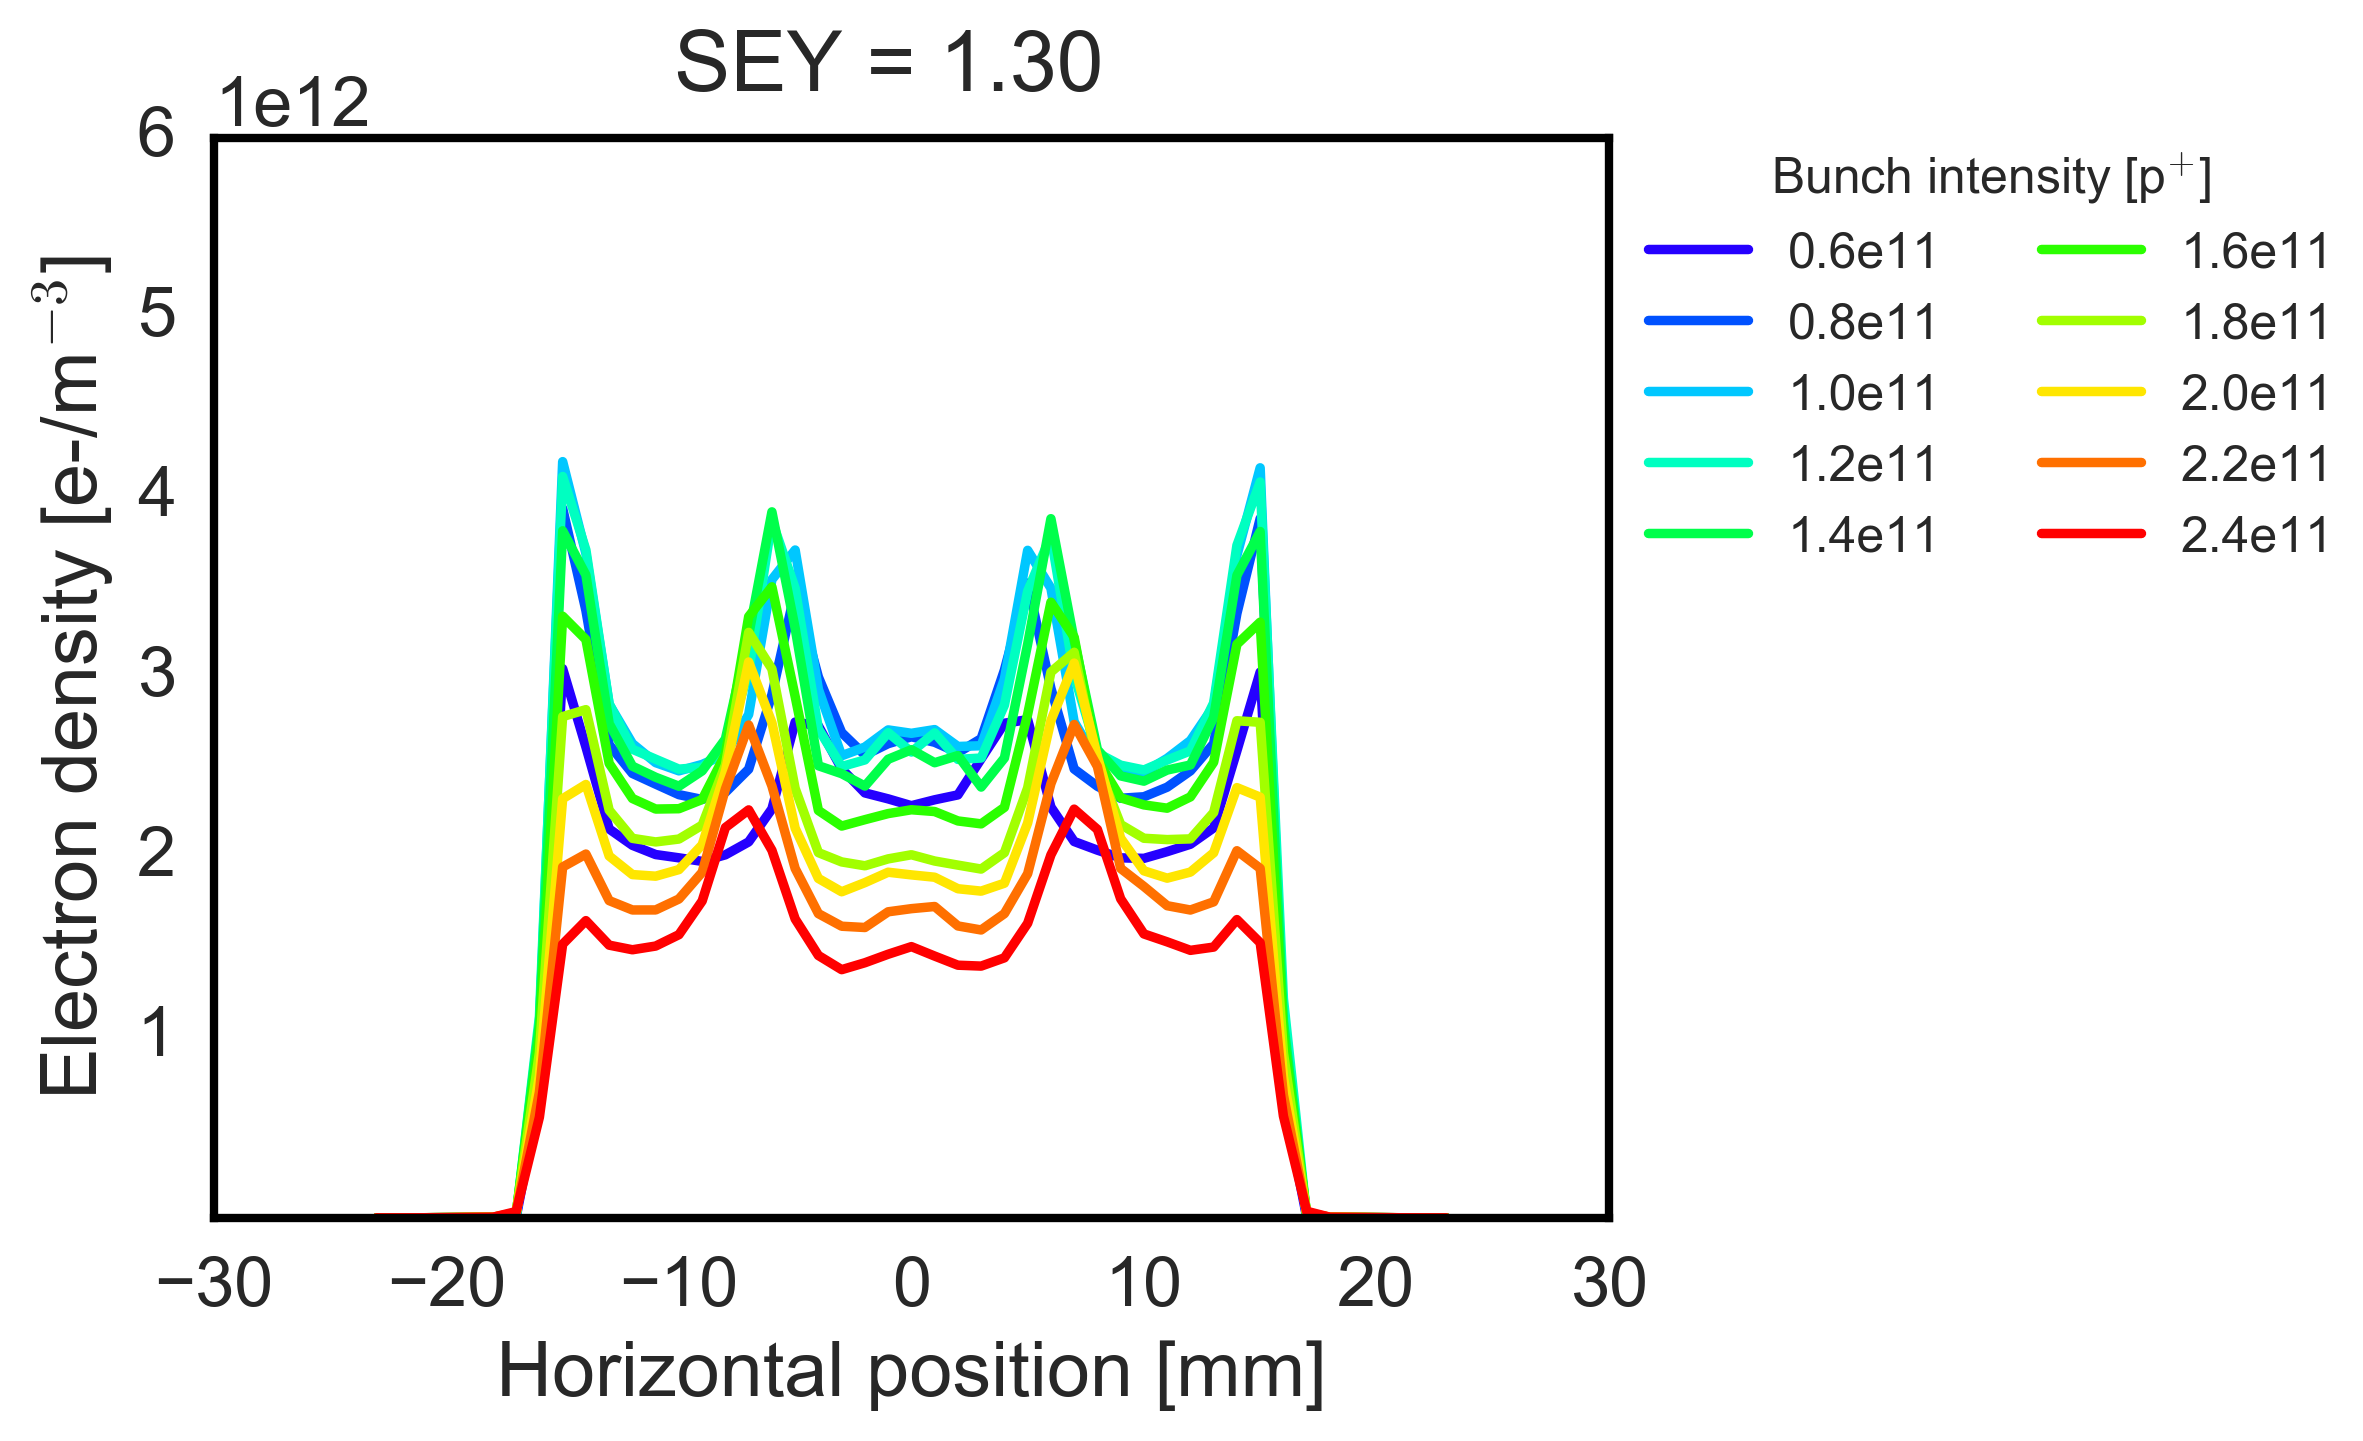 SEY = 1.30
1e12
6
5
4
3
2
1
Electron density [e-/m⁻³]
−30 −20 −10 0 10 20 30
Horizontal position [mm]
Bunch intensity [p⁺]
0.6e11 1.6e11
0.8e11 1.8e11
1.0e11 2.0e11
1.2e11 2.2e11
1.4e11 2.4e11